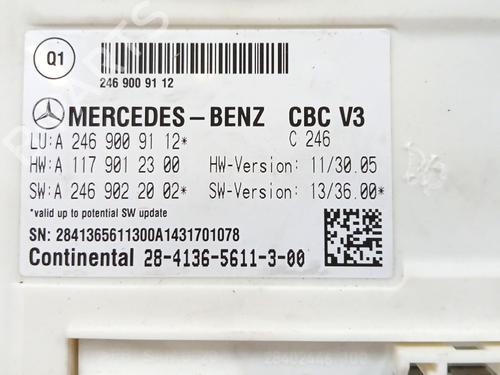 Q1
246 900 91 12
MERCEDES-BENZ CBC V3
LU:A 246 900 91 12* C 246
HW:A 117 901 23 00 HW-Version: 11/30.05
SW:A 246 902 20 02* SW-Version: 13/36.00*
*valid up to potential SW update
SN: 2841365611300A1431701078
Continental 28-4136-5611-3-00